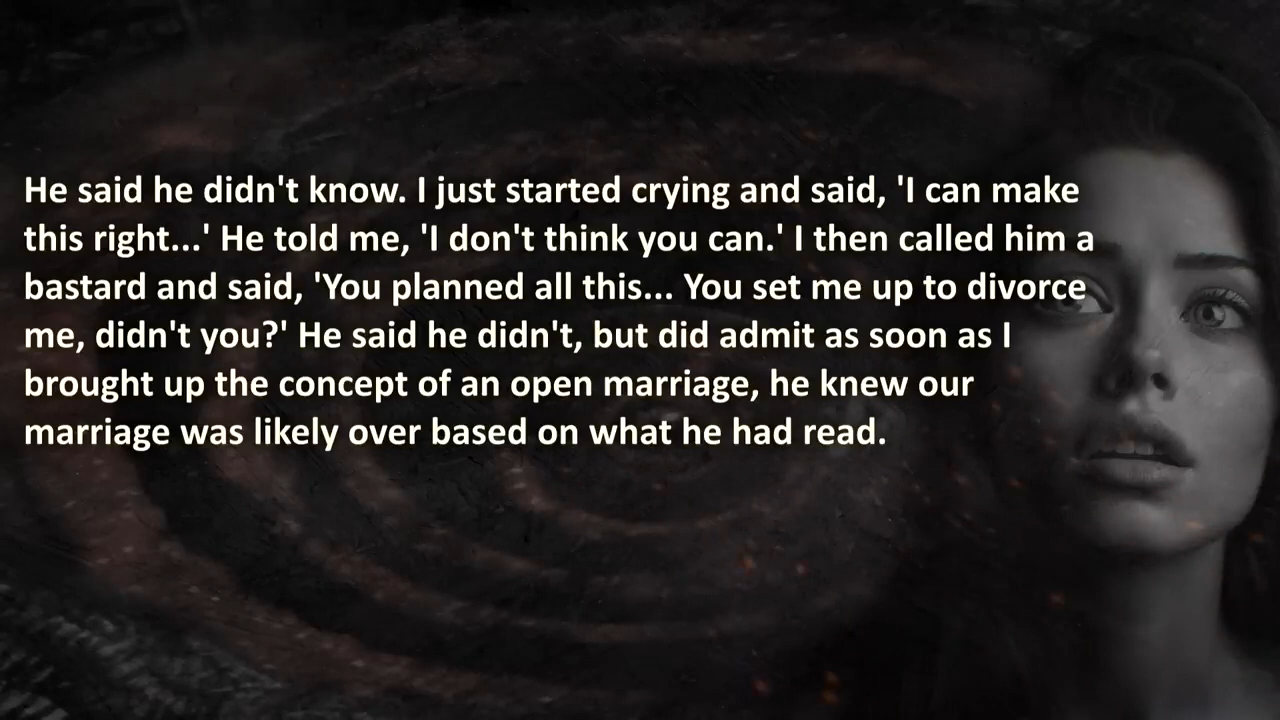 He said he didn't know. I just started crying and said, 'I can make
this right...' He told me, 'I don't think you can.' I then called him a
bastard and said, 'You planned all this... You set me up to divorce
me, didn't you?' He said he didn't, but did admit as soon as I
brought up the concept of an open marriage, he knew our
marriage was likely over based on what he had read.